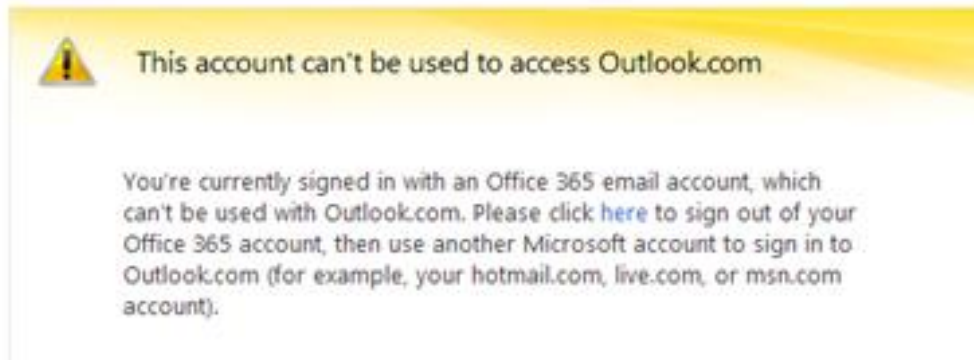 This account can't be used to access Outlook.com
You're currently signed in with an Office 365 email account, which
can't be used with Outlook.com. Please click here to sign out of your
Office 365 account, then use another Microsoft account to sign in to
Outlook.com (for example, your hotmail.com, live.com, or msn.com
account).